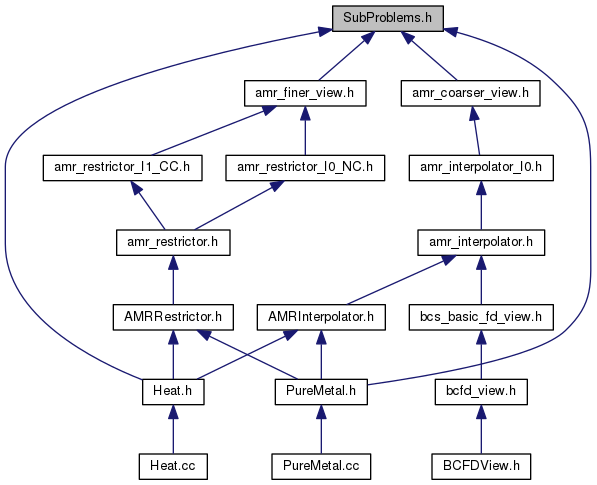 SubProblems.h
amr_finer_view.h
amr_coarser_view.h
amr_restrictor_l1_CC.h
amr_restrictor_l0_NC.h
amr_interpolator_l0.h
amr_restrictor.h
amr_interpolator.h
AMRRestrictor.h
AMRInterpolator.h
bcs_basic_fd_view.h
Heat.h
PureMetal.h
bcfd_view.h
Heat.cc
PureMetal.cc
BCFDView.h